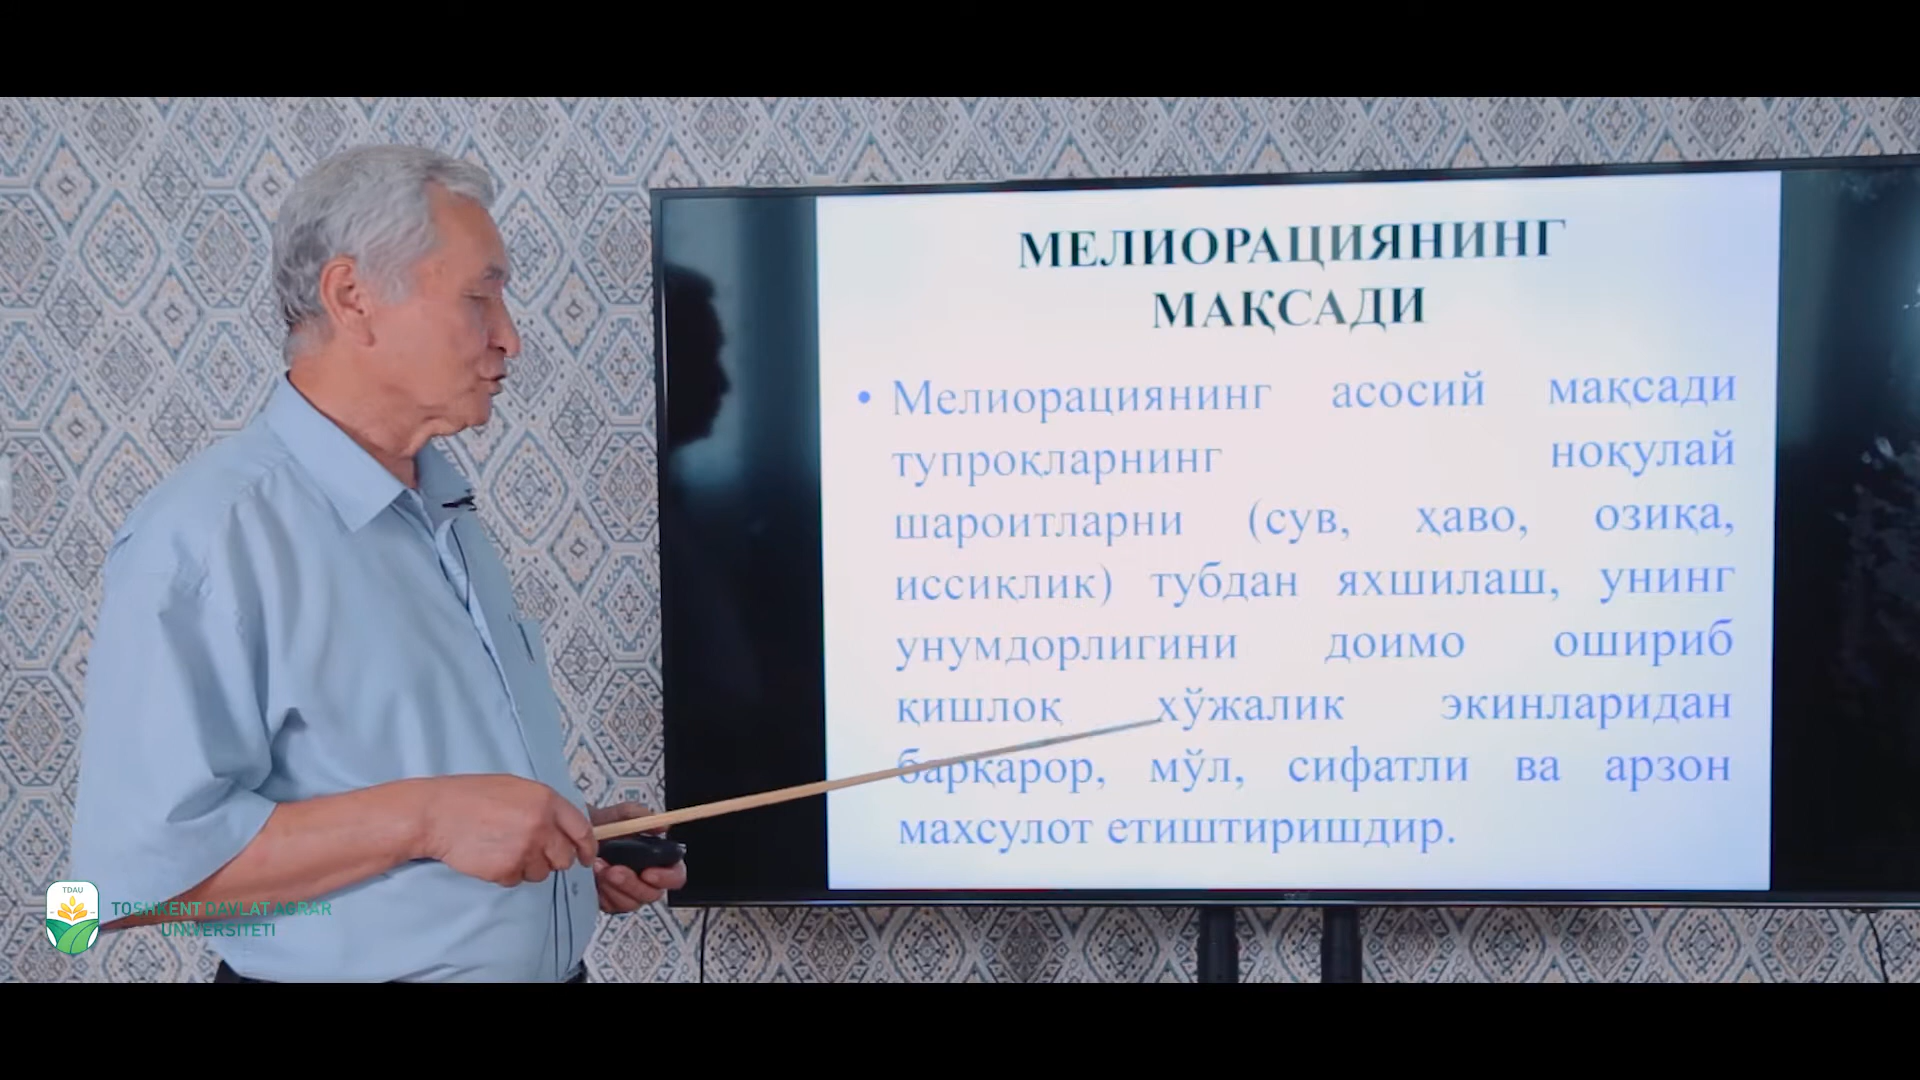 МЕЛИОРАЦИЯНИНГ
МАҚСАДИ
• Мелиорациянинг асосий мақсади
тупроқларнинг ноқулай
шароитларни (сув, ҳаво, озиқа,
иссиқлик) тубдан яхшилаш, унинг
унумдорлигини доимо ошириб
қишлоқ хўжалик экинларидан
барқарор, мўл, сифатли ва арзон
махсулот етиштиришдир.
TDAU
TOSHKENT DAVLAT AGRAR
UNIVERSITETI